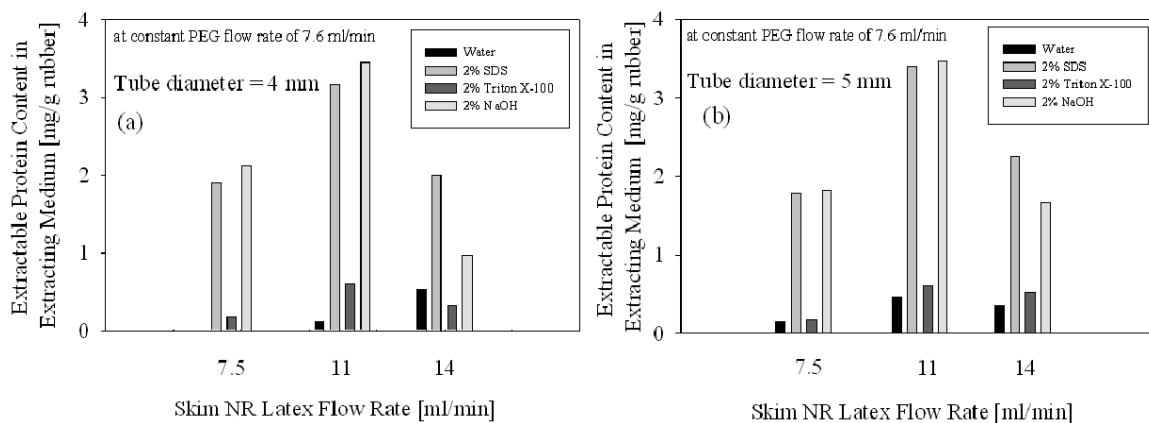 at constant PEG flow rate of 7.6 ml/min
Tube diameter = 4 mm
(a)
Water
2% SDS
2% Triton X-100
2% NaOH
Extractable Protein Content in
Extracting Medium [mg/g rubber]
4
3
2
1
0
7.5 11 14
Skim NR Latex Flow Rate [ml/min]
at constant PEG flow rate of 7.6 ml/min
Tube diameter = 5 mm
(b)
Water
2% SDS
2% Triton X-100
2% NaOH
Extractable Protein Content in
Extracting Medium [mg/g rubber]
4
3
2
1
0
7.5 11 14
Skim NR Latex Flow Rate [ml/min]